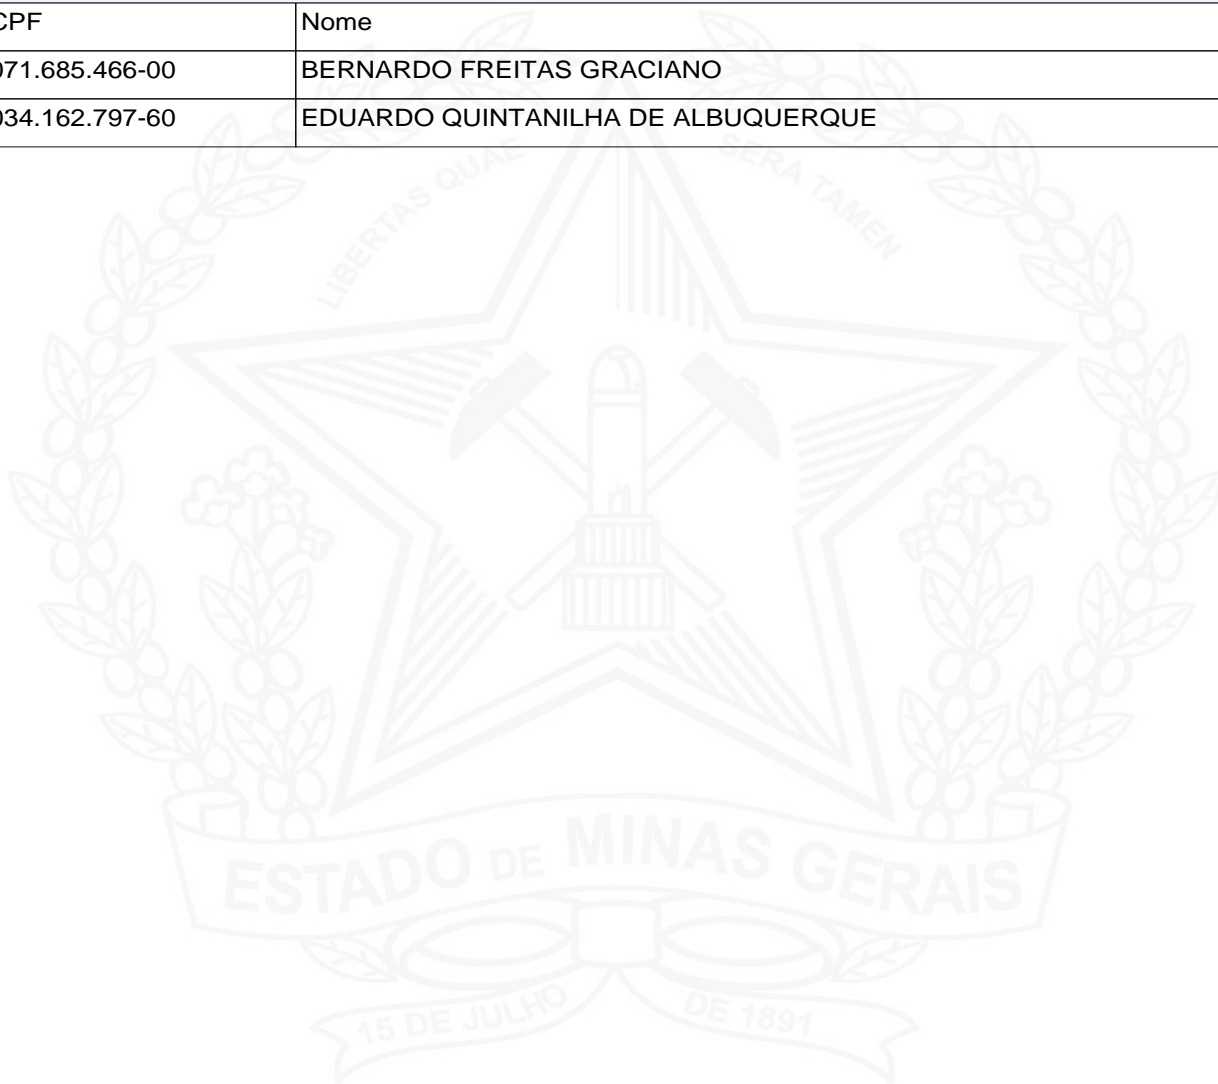 CPF Nome
071.685.466-00 BERNARDO FREITAS GRACIANO
034.162.797-60 EDUARDO QUINTANILHA DE ALBUQUERQUE
LIBERTAS QUAE SERA TAMEN
ESTADO DE MINAS GERAIS
15 DE JULHO DE 1891